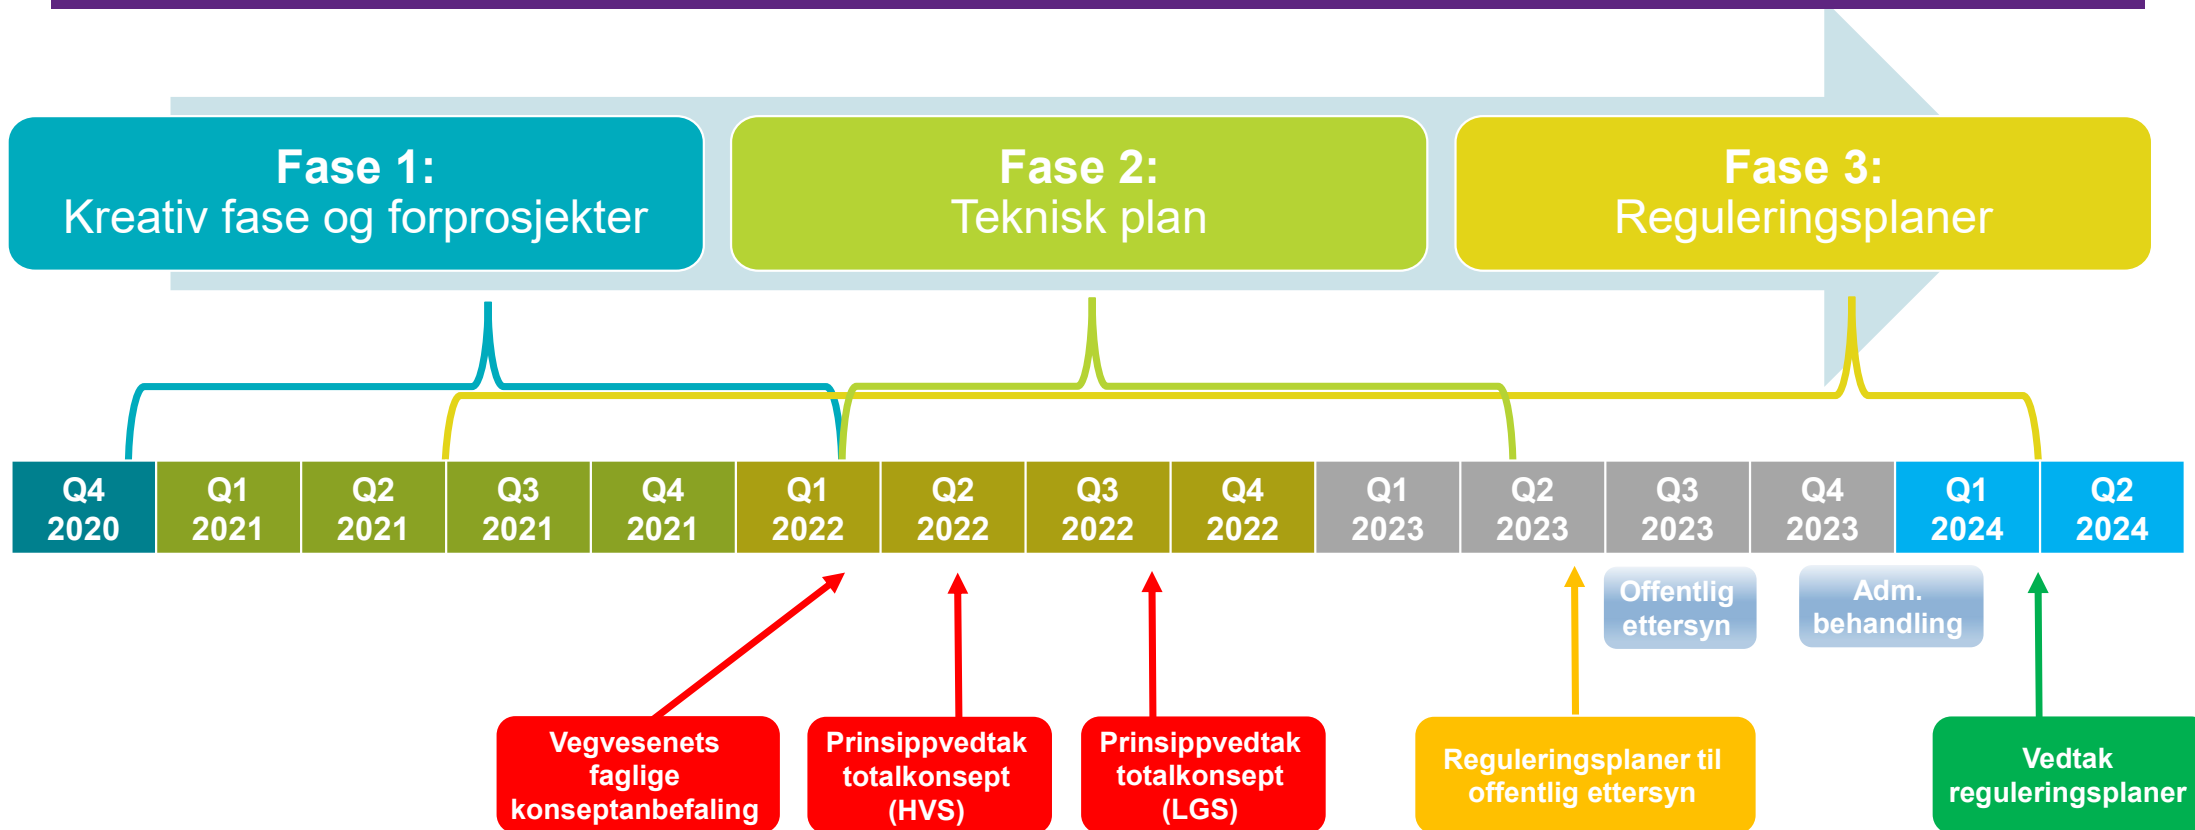 Fase 1:
Kreativ fase og forprosjekter
Fase 2:
Teknisk plan
Fase 3:
Reguleringsplaner
Q4
2020
Q1
2021
Q2
2021
Q3
2021
Q4
2021
Q1
2022
Q2
2022
Q3
2022
Q4
2022
Q1
2023
Q2
2023
Q3
2023
Q4
2023
Q1
2024
Q2
2024
Offentlig
ettersyn
Adm.
behandling
Vegvesenets
faglige
konseptanbefaling
Prinsippvedtak
totalkonsept
(HVS)
Prinsippvedtak
totalkonsept
(LGS)
Reguleringsplaner til
offentlig ettersyn
Vedtak
reguleringsplaner